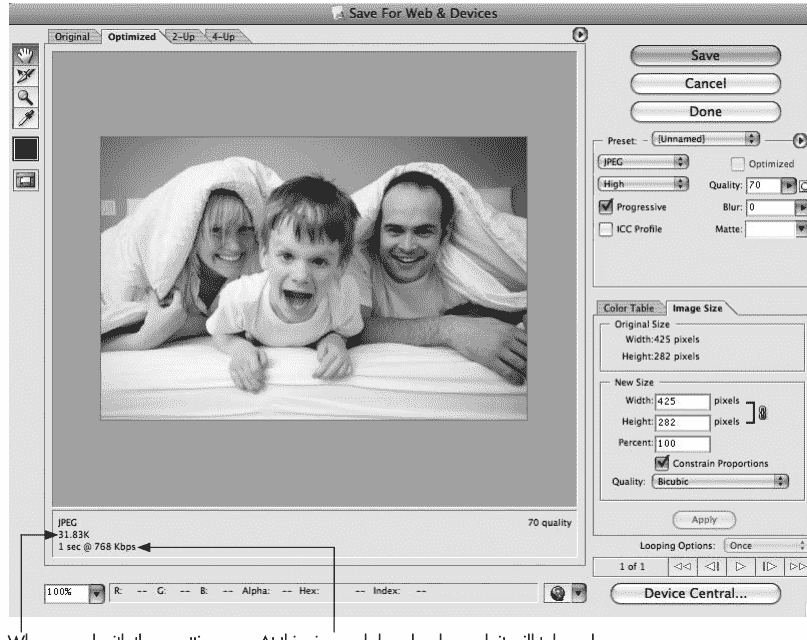 Save For Web & Devices
Original Optimized 2-Up 4-Up
Save
Cancel
Done
Preset: [Unnamed]
JPEG Optimized
High Quality: 70
Progressive Blur: 0
ICC Profile Matte:
Color Table Image Size
Original Size
Width:425 pixels
Height:282 pixels
New Size
Width: 425 pixels
Height: 282 pixels
Percent: 100
Constrain Proportions
Quality: Bicubic
Apply
JPEG 70 quality
31.83K
1 sec @ 768 Kbps
Looping Options: Once
1 of 1
100% R: -- G: -- B: -- Alpha: -- Hex: -- Index: --
Device Central...